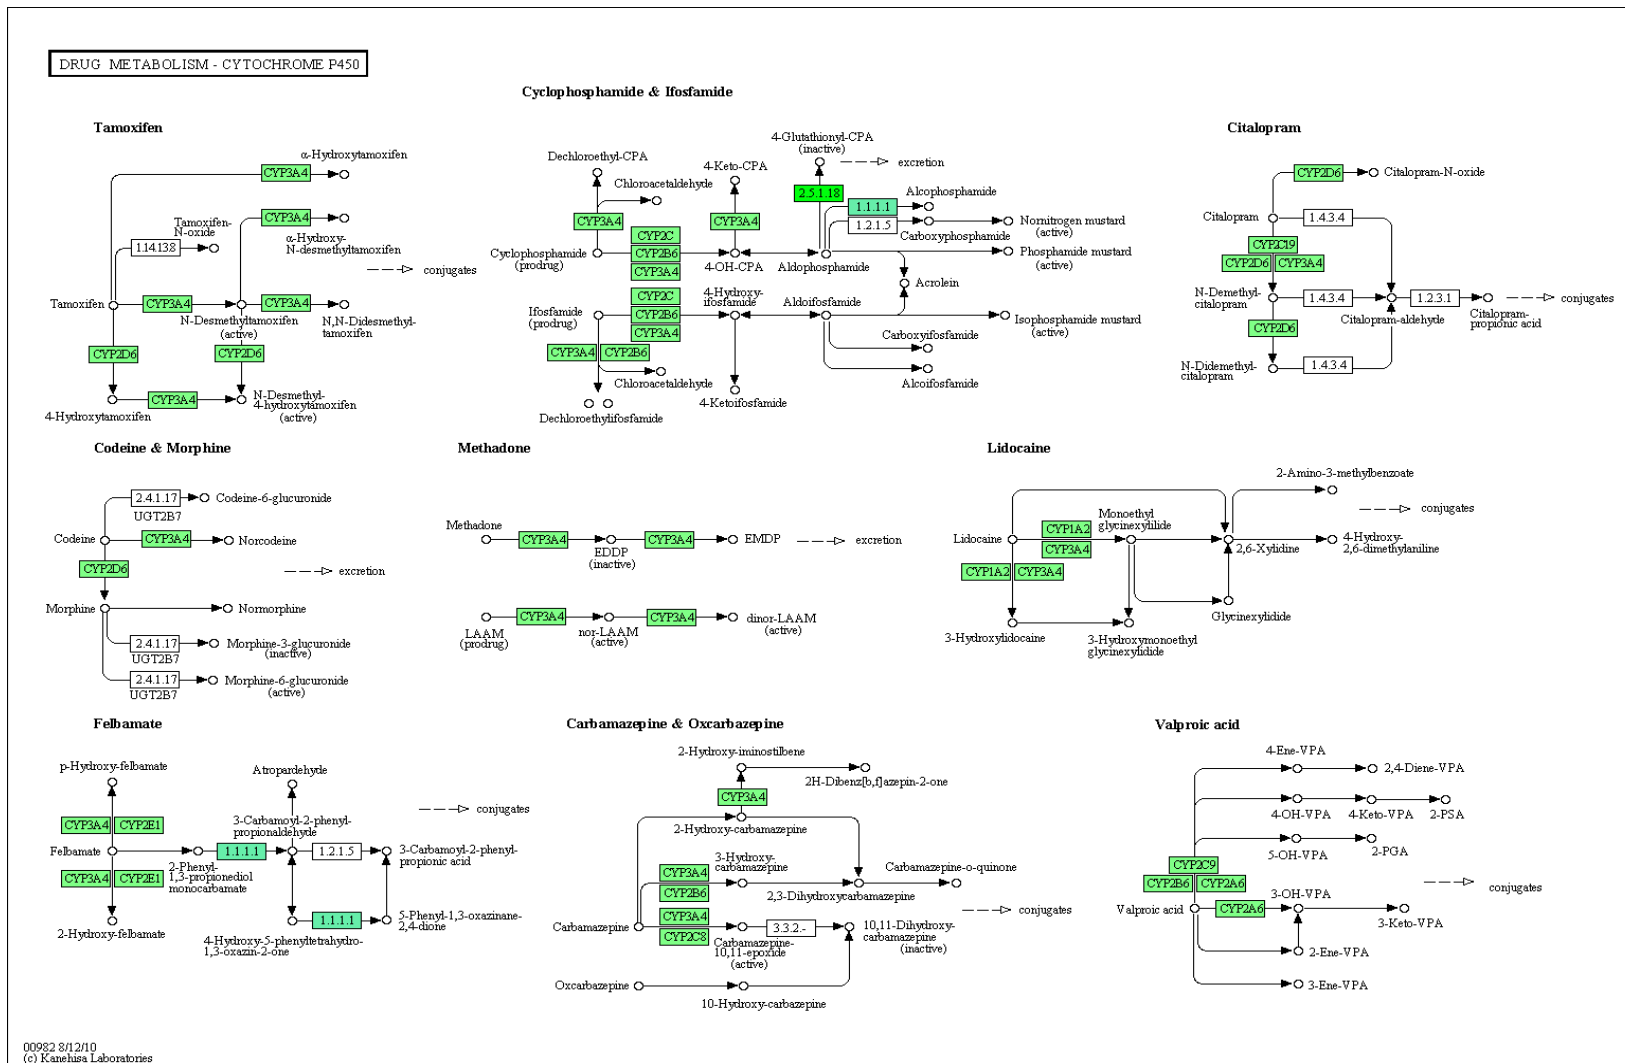 DRUG METABOLISM - CYTOCHROME P450
Tamoxifen
α-Hydroxytamoxifen
CYP3A4
Tamoxifen-
N-oxide
CYP3A4
1.14.13.8
α-Hydroxy-
N-desmethyltamoxifen
conjugates
Tamoxifen
CYP3A4
CYP3A4
N-Desmethyltamoxifen
(active)
N,N-Didesmethyl-
tamoxifen
CYP2D6
CYP2D6
CYP3A4
4-Hydroxytamoxifen
N-Desmethyl-
4-hydroxytamoxifen
(active)
Cyclophosphamide & Ifosfamide
4-Glutathionyl-CPA
(inactive)
excretion
Dechloroethyl-CPA
4-Keto-CPA
Chloroacetaldehyde
2.5.1.18
Alcophosphamide
1.1.1.1
CYP3A4
CYP3A4
1.2.1.5
Carboxyphosphamide
Nornitrogen mustard
(active)
CYP2C
CYP2B6
CYP3A4
Cyclophosphamide
(prodrug)
4-OH-CPA
Aldophosphamide
Phosphamide mustard
(active)
Acrolein
CYP2C
CYP2B6
CYP3A4
4-Hydroxy-
ifosfamide
Aldoifosfamide
Ifosfamide
(prodrug)
Isophosphamide mustard
(active)
CYP3A4
CYP2B6
Carboxyifosfamide
Chloroacetaldehyde
Alcoifosfamide
4-Ketoifosfamide
Dechloroethylifosfamide
Citalopram
CYP2D6
Citalopram-N-oxide
Citalopram
1.4.3.4
CYP2C19
CYP2D6
CYP3A4
N-Demethyl-
citalopram
1.4.3.4
1.2.3.1
conjugates
Citalopram-aldehyde
Citalopram-
propionic acid
CYP2D6
N-Didemethyl-
citalopram
1.4.3.4
Codeine & Morphine
2.4.1.17
UGT2B7
Codeine-6-glucuronide
Codeine
CYP3A4
Norcodeine
CYP2D6
excretion
Morphine
Normorphine
2.4.1.17
UGT2B7
Morphine-3-glucuronide
(inactive)
2.4.1.17
UGT2B7
Morphine-6-glucuronide
(active)
Methadone
Methadone
CYP3A4
EDDP
(inactive)
CYP3A4
EMDP
excretion
LAAM
(prodrug)
CYP3A4
nor-LAAM
(active)
CYP3A4
dinor-LAAM
(active)
Lidocaine
2-Amino-3-methylbenzoate
conjugates
Monoethyl
glycinexylilide
CYP1A2
CYP3A4
Lidocaine
2,6-Xylidine
4-Hydroxy-
2,6-dimethylaniline
CYP1A2
CYP3A4
Glycinexylidide
3-Hydroxylidocaine
3-Hydroxymonoethyl
glycinexylidide
Felbamate
p-Hydroxy-felbamate
Atropardehyde
conjugates
CYP3A4
CYP2E1
3-Carbamoyl-2-phenyl-
propionaldehyde
Felbamate
1.1.1.1
1.2.1.5
3-Carbamoyl-2-phenyl-
propionic acid
2-Phenyl-
1,3-propionediol
monocarbamate
CYP3A4
CYP2E1
1.1.1.1
5-Phenyl-1,3-oxazinane-
2,4-dione
2-Hydroxy-felbamate
4-Hydroxy-5-phenyltetrahydro-
1,3-oxazin-2-one
Carbamazepine & Oxcarbazepine
2-Hydroxy-iminostilbene
2H-Dibenz[b,f]azepin-2-one
CYP3A4
2-Hydroxy-carbamazepine
3-Hydroxy-
carbamazepine
CYP3A4
CYP2B6
2,3-Dihydroxycarbamazepine
Carbamazepine-o-quinone
conjugates
CYP3A4
CYP2C8
Carbamazepine
3.3.2.-
Carbamazepine-
10,11-epoxide
(active)
10,11-Dihydroxy-
carbamazepine
(inactive)
Oxcarbazepine
10-Hydroxy-carbazepine
Valproic acid
4-Ene-VPA
2,4-Diene-VPA
4-OH-VPA
4-Keto-VPA
2-PSA
5-OH-VPA
2-PGA
CYP2C9
CYP2B6
CYP2A6
conjugates
Valproic acid
CYP2A6
3-OH-VPA
3-Keto-VPA
2-Ene-VPA
3-Ene-VPA
00982 8/12/10
(c) Kanehisa Laboratories